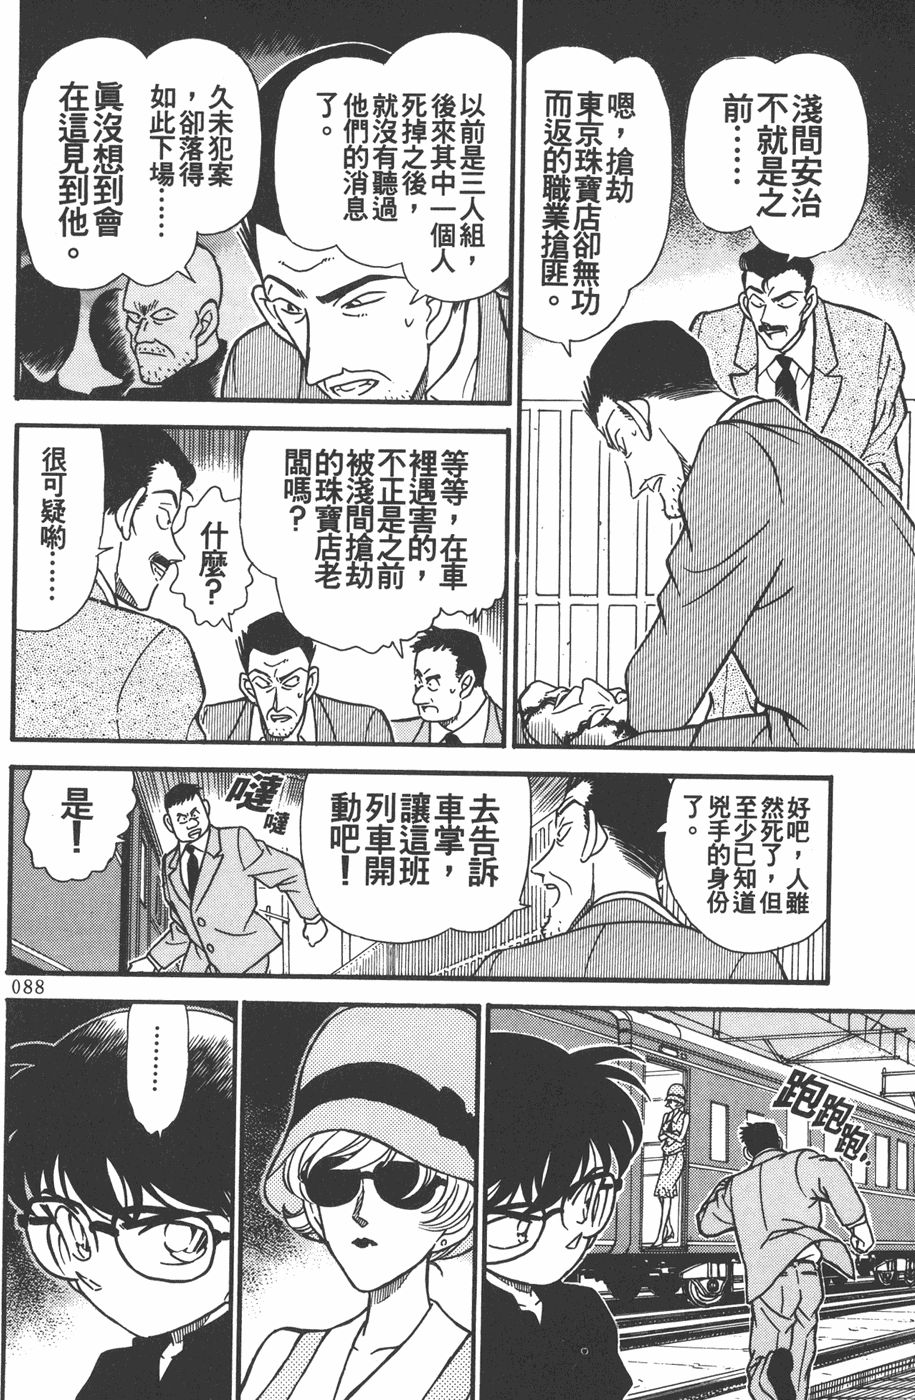 淺間安治
不就是之
前……
嗯，搶劫
東京珠寶店卻無功
而返的職業搶匪。
以前是三人組，
後來其中一個人
死掉之後，
就沒有聽過
他們的消息
了。
久未犯案
，卻落得
如此下場……
眞沒想到會
在這見到他。
等等，在車
裡遇害的，
不正是之前
被淺間搶劫
的珠寶店老
闆嗎？
什麼？
很可疑喲……
好吧，人雖
然死了，但
至少已知道
兇手的身份
了。
去告訴
車掌，
讓這班
列車開
動吧！
噠
噠
是！
088
跑跑跑…
………